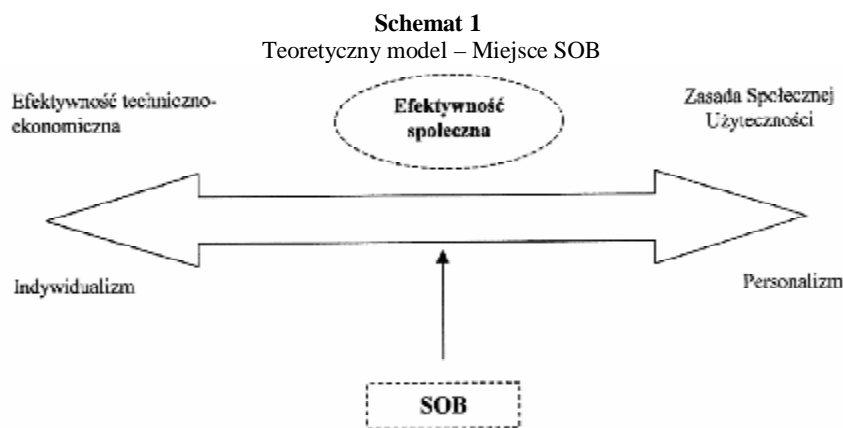 Schemat 1
Teoretyczny model – Miejsce SOB
Efektywność techniczno-
ekonomiczna
Efektywność
społeczna
Zasada Społecznej
Użyteczności
Indywidualizm
Personalizm
SOB